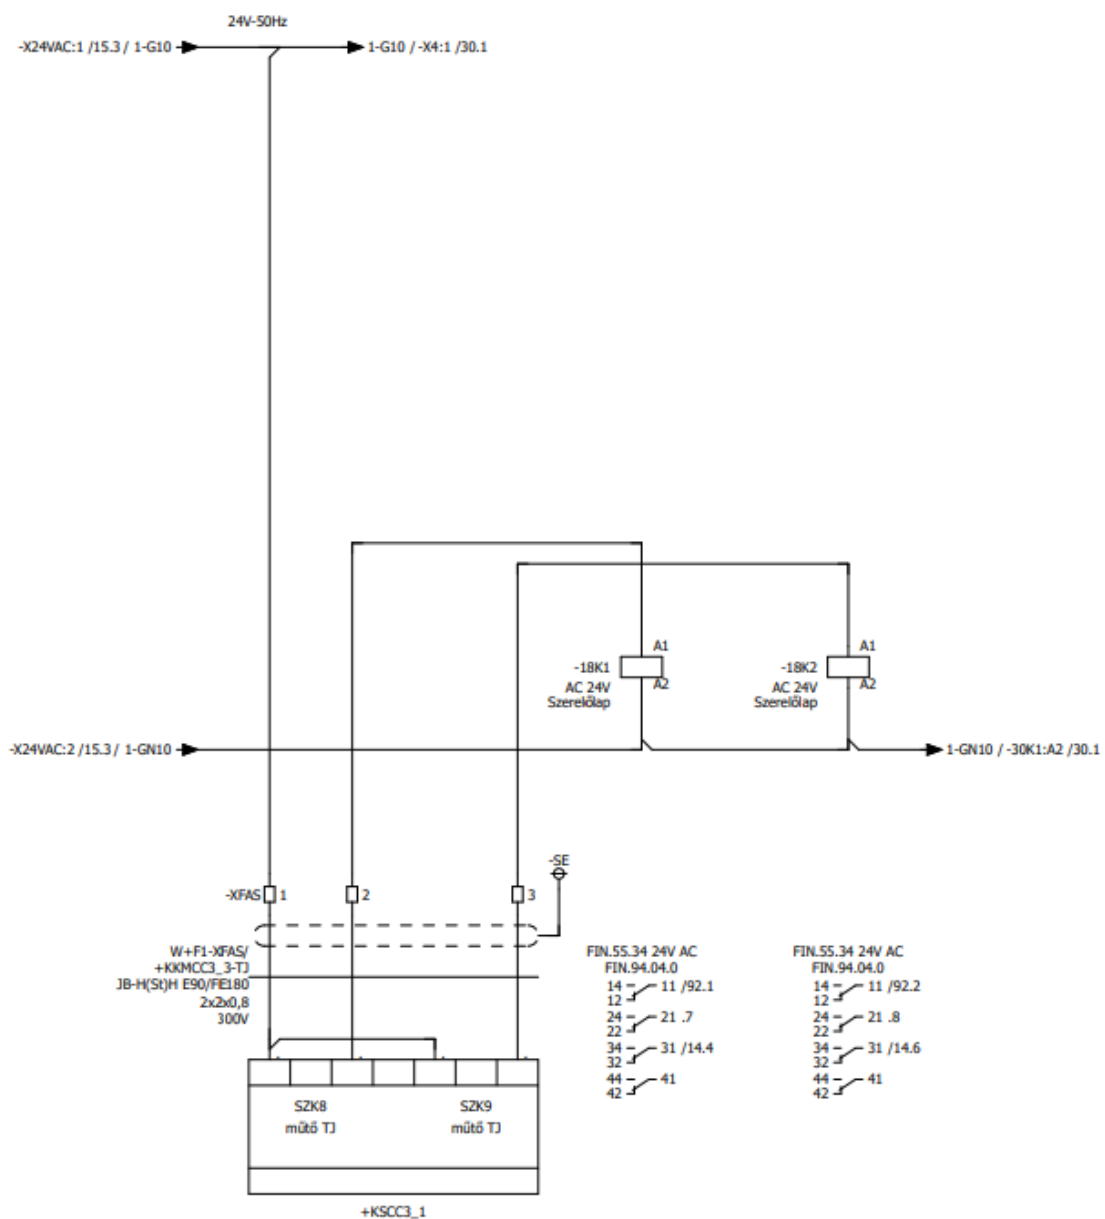 24V-50Hz
-X24VAC:1 /15.3 / 1-G10
1-G10 / -X4:1 /30.1
A1
-18K1
A2
AC 24V
Szerelőlap
A1
-18K2
A2
AC 24V
Szerelőlap
-X24VAC:2 /15.3 / 1-GN10
1-GN10 / -30K1:A2 /30.1
-SE
-XFAS 1 2 3
W+F1-XFAS/
+KKMCC3_3-TJ
JB-H(St)H E90/FE180
2x2x0,8
300V
FIN.55.34 24V AC
FIN.94.04.0
14 11 /92.1
12
24 21 .7
22
34 31 /14.4
32
44 41
42
FIN.55.34 24V AC
FIN.94.04.0
14 11 /92.2
12
24 21 .8
22
34 31 /14.6
32
44 41
42
SZK8
műtő TJ
SZK9
műtő TJ
+KSCC3_1